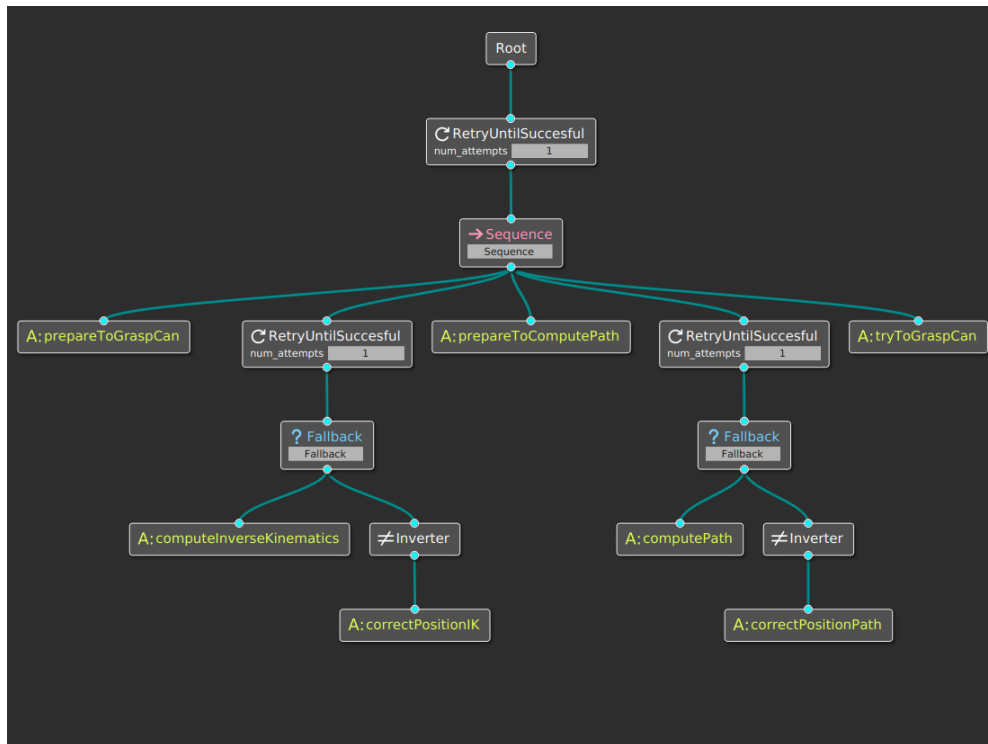 Root
RetryUntilSuccesful
num_attempts 1
Sequence
Sequence
A:prepareToGraspCan
RetryUntilSuccesful
num_attempts 1
A:prepareToComputePath
RetryUntilSuccesful
num_attempts 1
A:tryToGraspCan
? Fallback
Fallback
? Fallback
Fallback
A:computeInverseKinematics
≠Inverter
A:computePath
≠Inverter
A:correctPositionIK
A:correctPositionPath